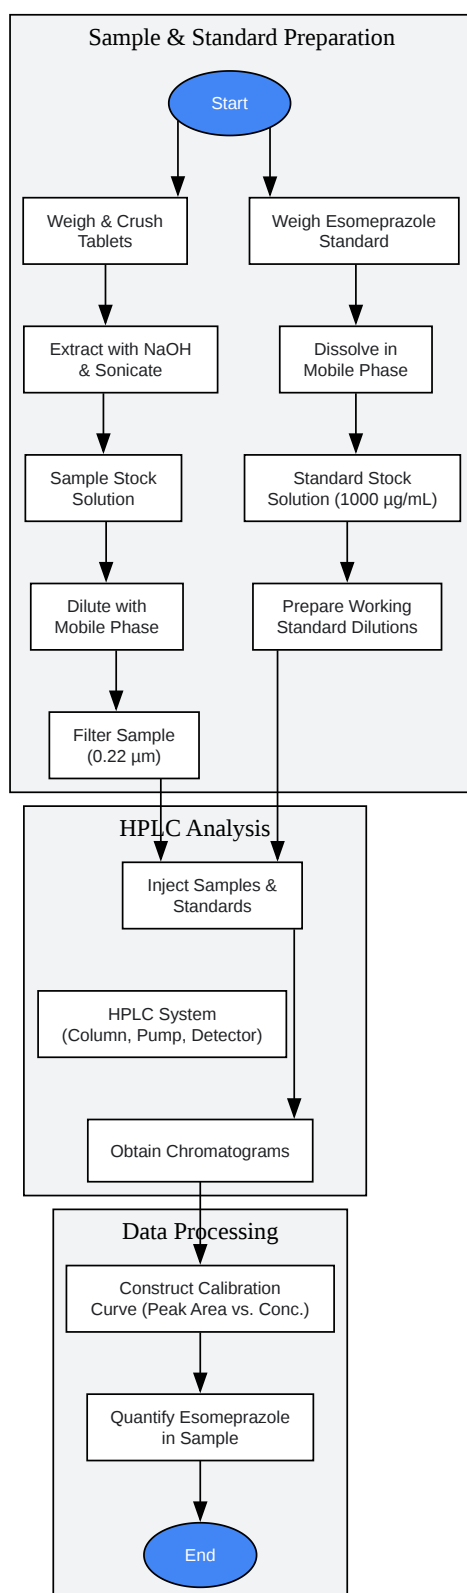 Sample & Standard Preparation
Start
Weigh & Crush
Tablets
Weigh Esomeprazole
Standard
Extract with NaOH
& Sonicate
Dissolve in
Mobile Phase
Sample Stock
Solution
Standard Stock
Solution (1000 µg/mL)
Dilute with
Mobile Phase
Prepare Working
Standard Dilutions
Filter Sample
(0.22 µm)
HPLC Analysis
Inject Samples &
Standards
HPLC System
(Column, Pump, Detector)
Obtain Chromatograms
Data Processing
Construct Calibration
Curve (Peak Area vs. Conc.)
Quantify Esomeprazole
in Sample
End